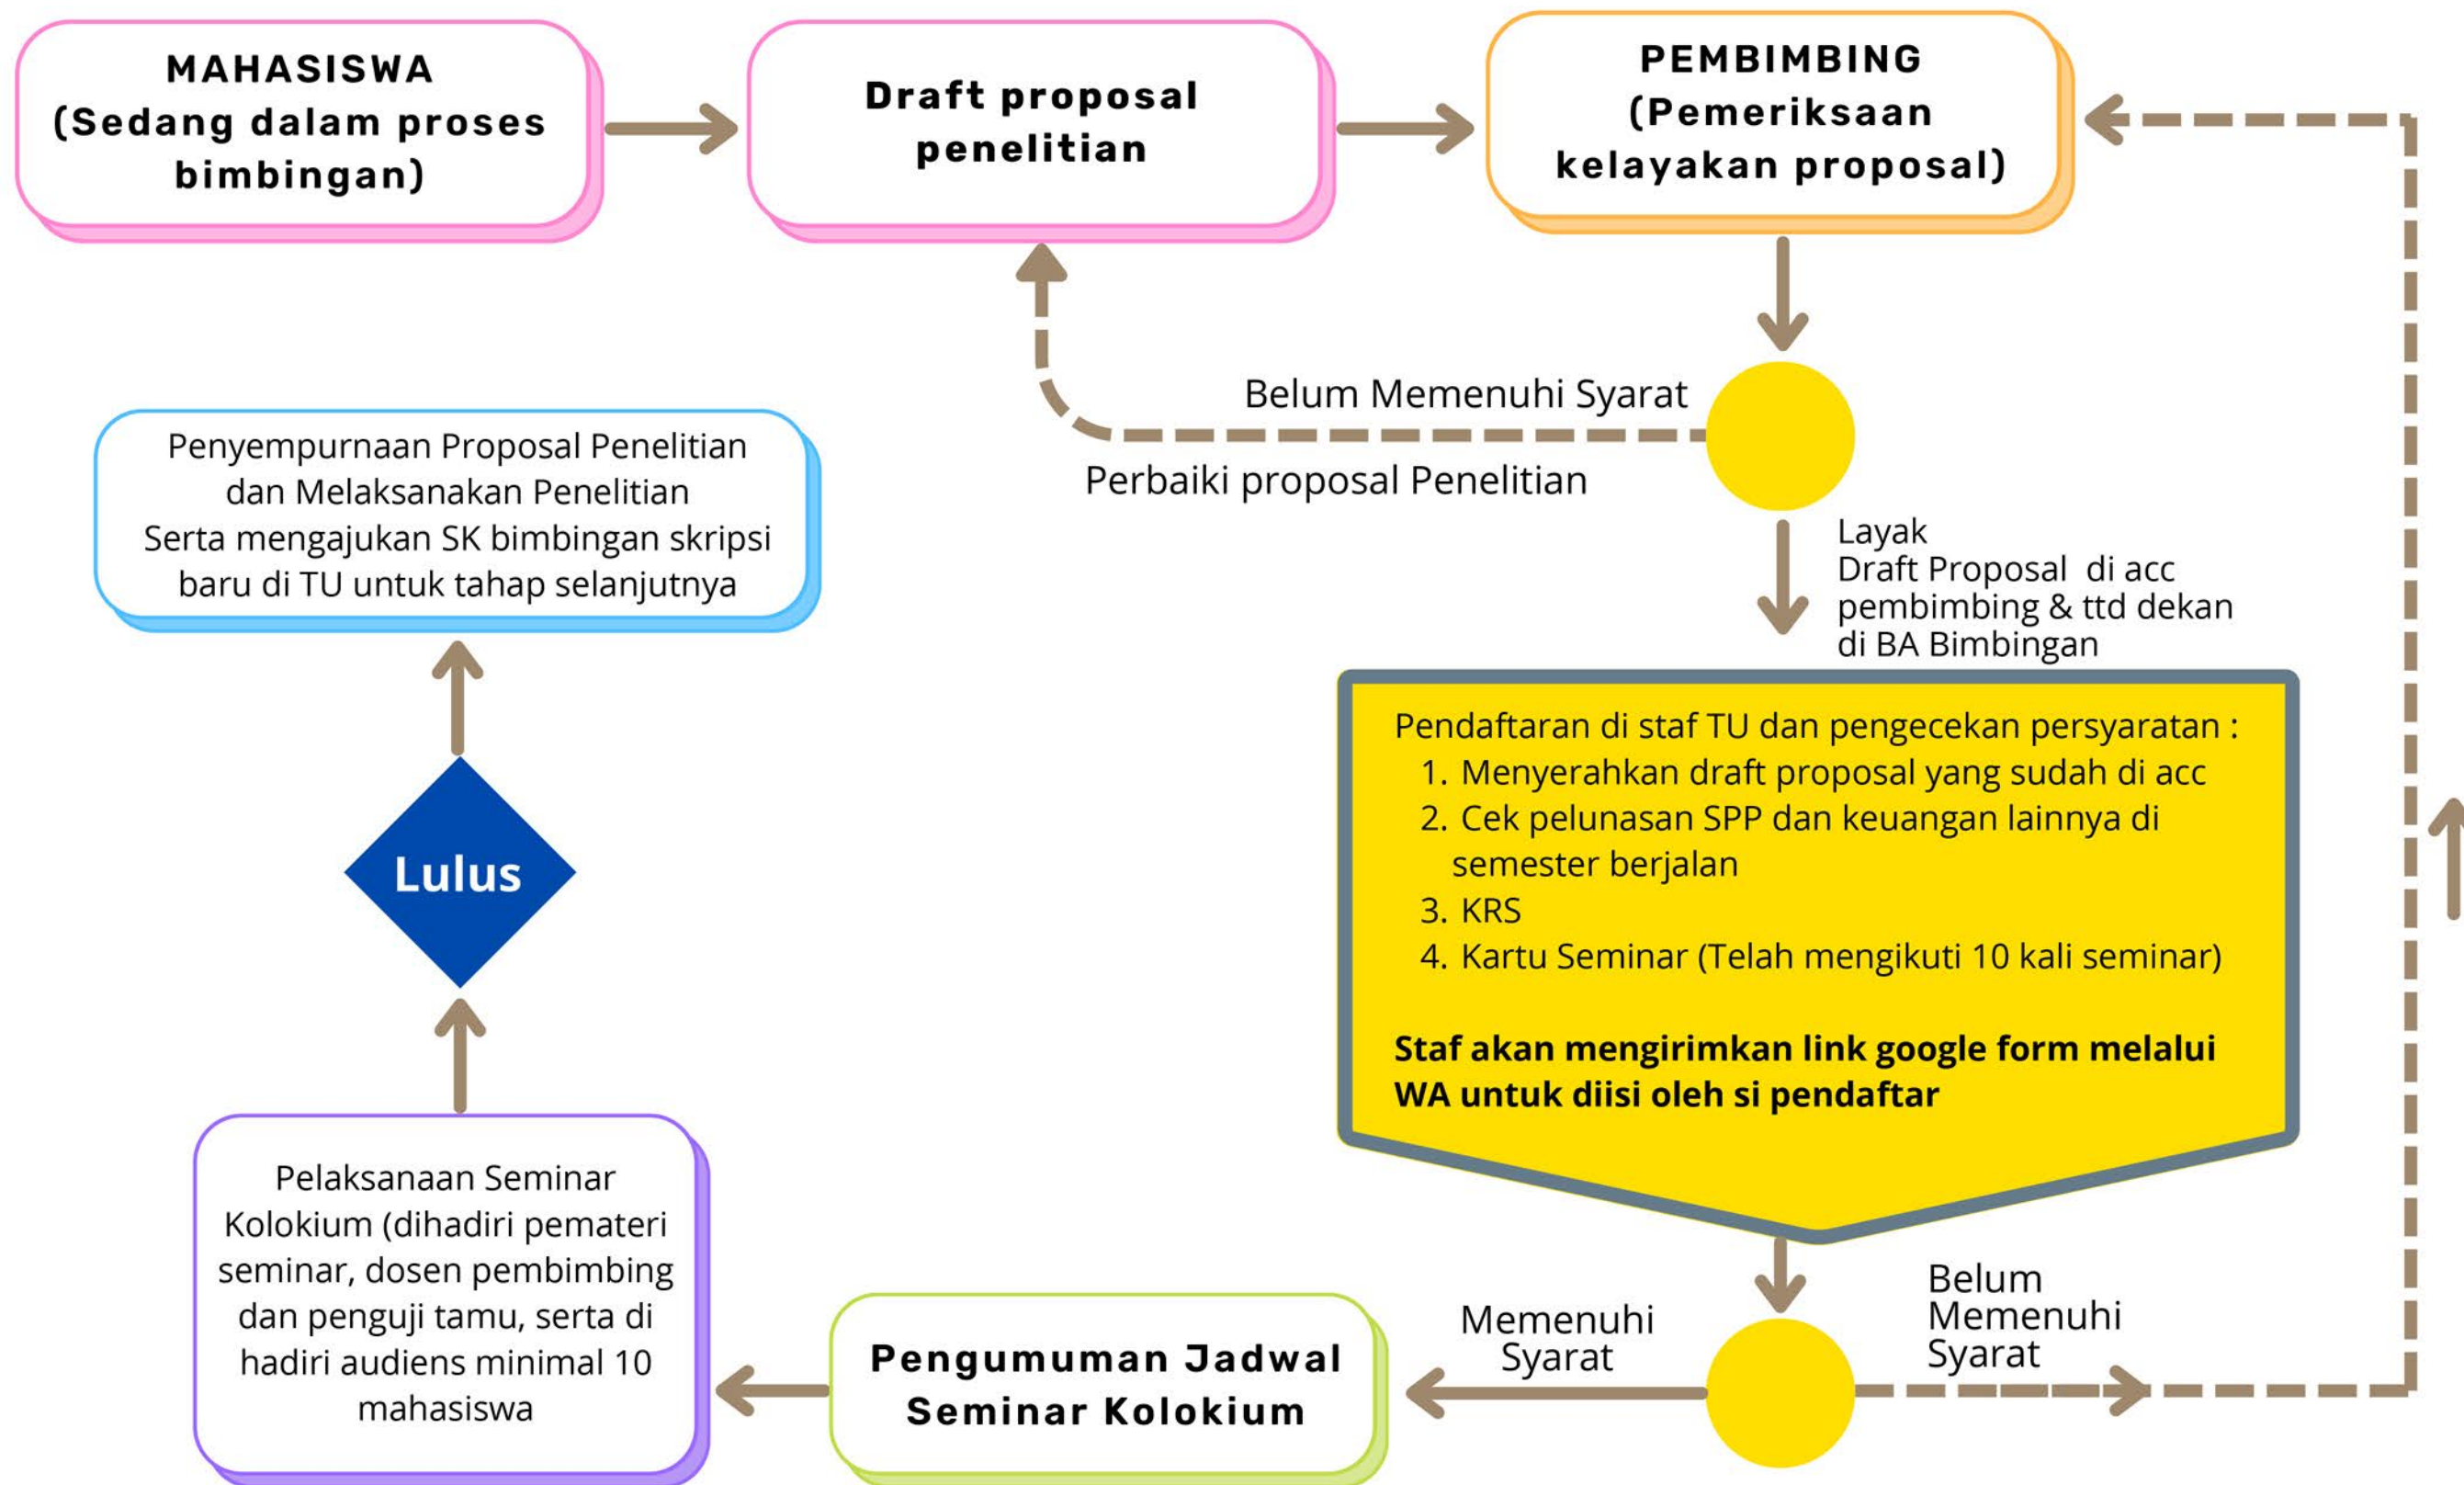 MAHASISWA
(Sedang dalam proses
bimbingan)
Draft proposal
penelitian
PEMBIMBING
(Pemeriksaan
kelayakan proposal)
Belum Memenuhi Syarat
Perbaiki proposal Penelitian
Layak
Draft Proposal di acc
pembimbing & ttd dekan
di BA Bimbingan
Pendaftaran di staf TU dan pengecekan persyaratan :
1. Menyerahkan draft proposal yang sudah di acc
2. Cek pelunasan SPP dan keuangan lainnya di
semester berjalan
3. KRS
4. Kartu Seminar (Telah mengikuti 10 kali seminar)
Staf akan mengirimkan link google form melalui
WA untuk diisi oleh si pendaftar
Belum
Memenuhi
Syarat
Memenuhi
Syarat
Pengumuman Jadwal
Seminar Kolokium
Pelaksanaan Seminar
Kolokium (dihadiri pemateri
seminar, dosen pembimbing
dan penguji tamu, serta di
hadiri audiens minimal 10
mahasiswa
Lulus
Penyempurnaan Proposal Penelitian
dan Melaksanakan Penelitian
Serta mengajukan SK bimbingan skripsi
baru di TU untuk tahap selanjutnya